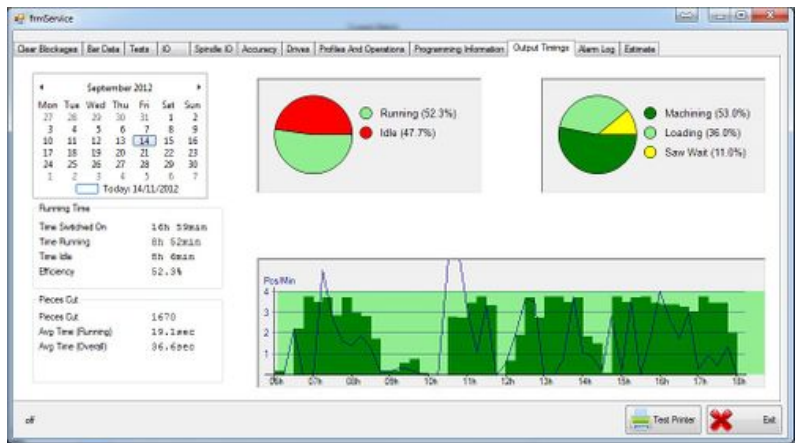 frmService
Clear Blockages Bar Data Tests IO Spindle IO Accuracy Drives Profiles And Operations Programming Information Output Timings Alarm Log Estimate
September 2012
Mon Tue Wed Thu Fri Sat Sun
27 28 29 30 31 1 2
3 4 5 6 7 8 9
10 11 12 13 14 15 16
17 18 19 20 21 22 23
24 25 26 27 28 29 30
1 2 3 4 5 6 7
Today: 14/11/2012
Running (52.3%)
Idle (47.7%)
Machining (53.0%)
Loading (36.0%)
Saw Wait (11.0%)
Running Time
Time Switched On 16h 59min
Time Running 8h 52min
Time Idle 8h 6min
Efficiency 52.3%
Pieces Cut
Pieces Cut 1670
Avg Time (Running) 19.1sec
Avg Time (Overall) 36.6sec
Pcs/Min
4
3
2
1
06h 07h 08h 09h 10h 11h 12h 13h 14h 15h 16h 17h 18h
off
Test Printer
Exit